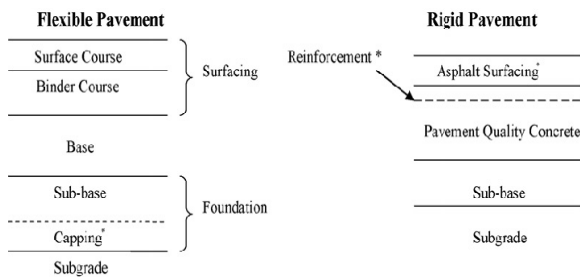 Flexible Pavement
Surface Course
Binder Course
Surfacing
Base
Sub-base
Capping*
Foundation
Subgrade
Rigid Pavement
Reinforcement *
Asphalt Surfacing*
Pavement Quality Concrete
Sub-base
Subgrade